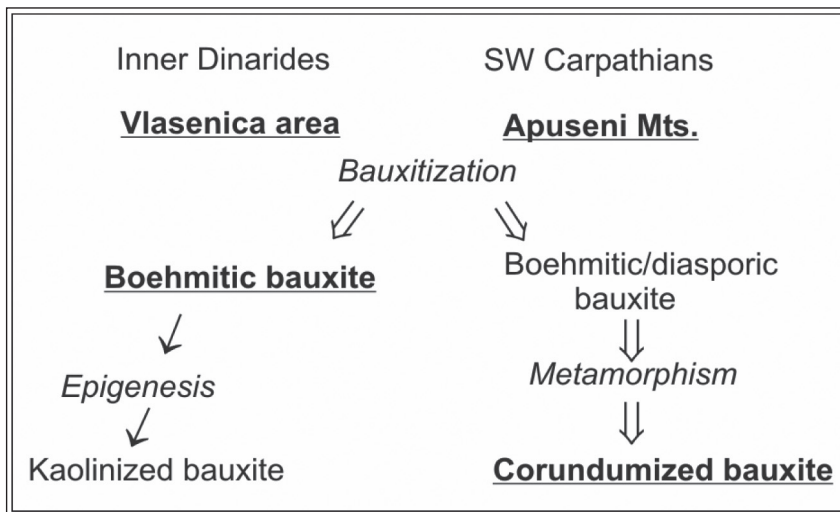 Inner Dinarides
SW Carpathians
Vlasenica area
Apuseni Mts.
Bauxitization
Boehmitic bauxite
Boehmitic/diasporic
bauxite
Epigenesis
Metamorphism
Kaolinized bauxite
Corundumized bauxite